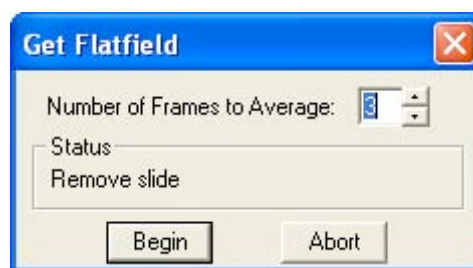 Get Flatfield
Number of Frames to Average: 3
Status
Remove slide
Begin Abort